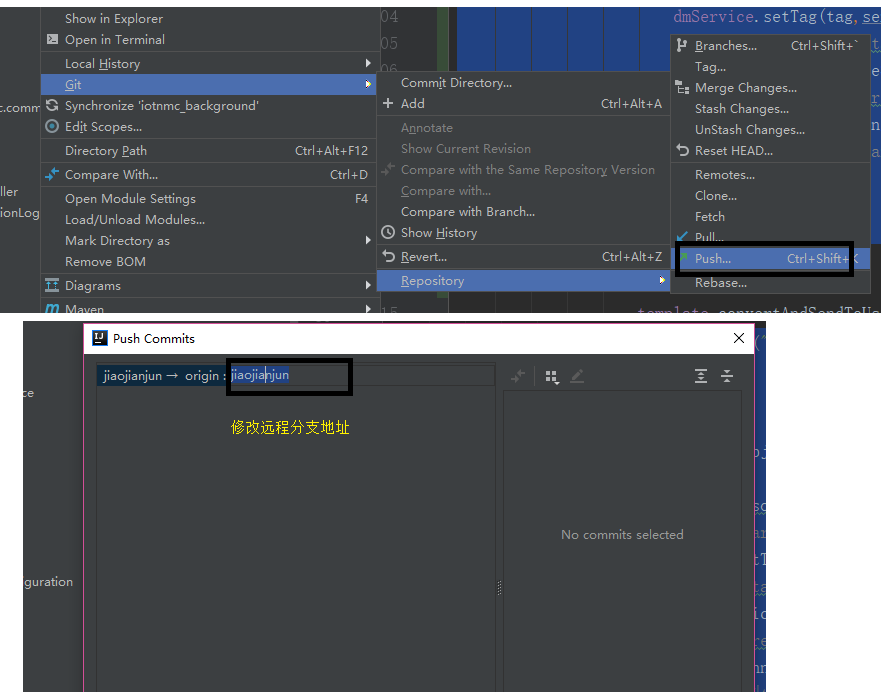 Show in Explorer
Open in Terminal
Local History
Git
Synchronize 'iotnmc_background'
Edit Scopes...
Directory Path Ctrl+Alt+F12
Compare With... Ctrl+D
Open Module Settings F4
Load/Unload Modules...
Mark Directory as
Remove BOM
Diagrams
Maven
c.comm
ller
ionLog
04
05
06
15
Commit Directory...
Add Ctrl+Alt+A
Annotate
Show Current Revision
Compare with the Same Repository Version
Compare with...
Compare with Branch...
Show History
Revert... Ctrl+Alt+Z
Repository
dmService.setTag(tag,se
Branches... Ctrl+Shift+`
Tag...
Merge Changes...
Stash Changes...
UnStash Changes...
Reset HEAD...
Remotes...
Clone...
Fetch
Pull...
Push... Ctrl+Shift+K
Rebase...
template.convertAndSendToUs
Push Commits
jiaojianjun → origin : jiaojianjun
修改远程分支地址
No commits selected
ce
guration